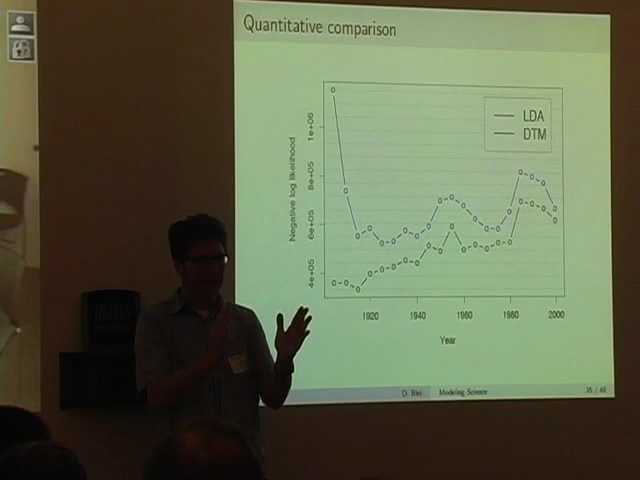 Quantitative comparison
LDA
DTM
Negative log likelihood
4e+05
6e+05
8e+05
1e+06
1920
1940
1960
1980
2000
Year
D. Blei
Modeling Science
35 / 48